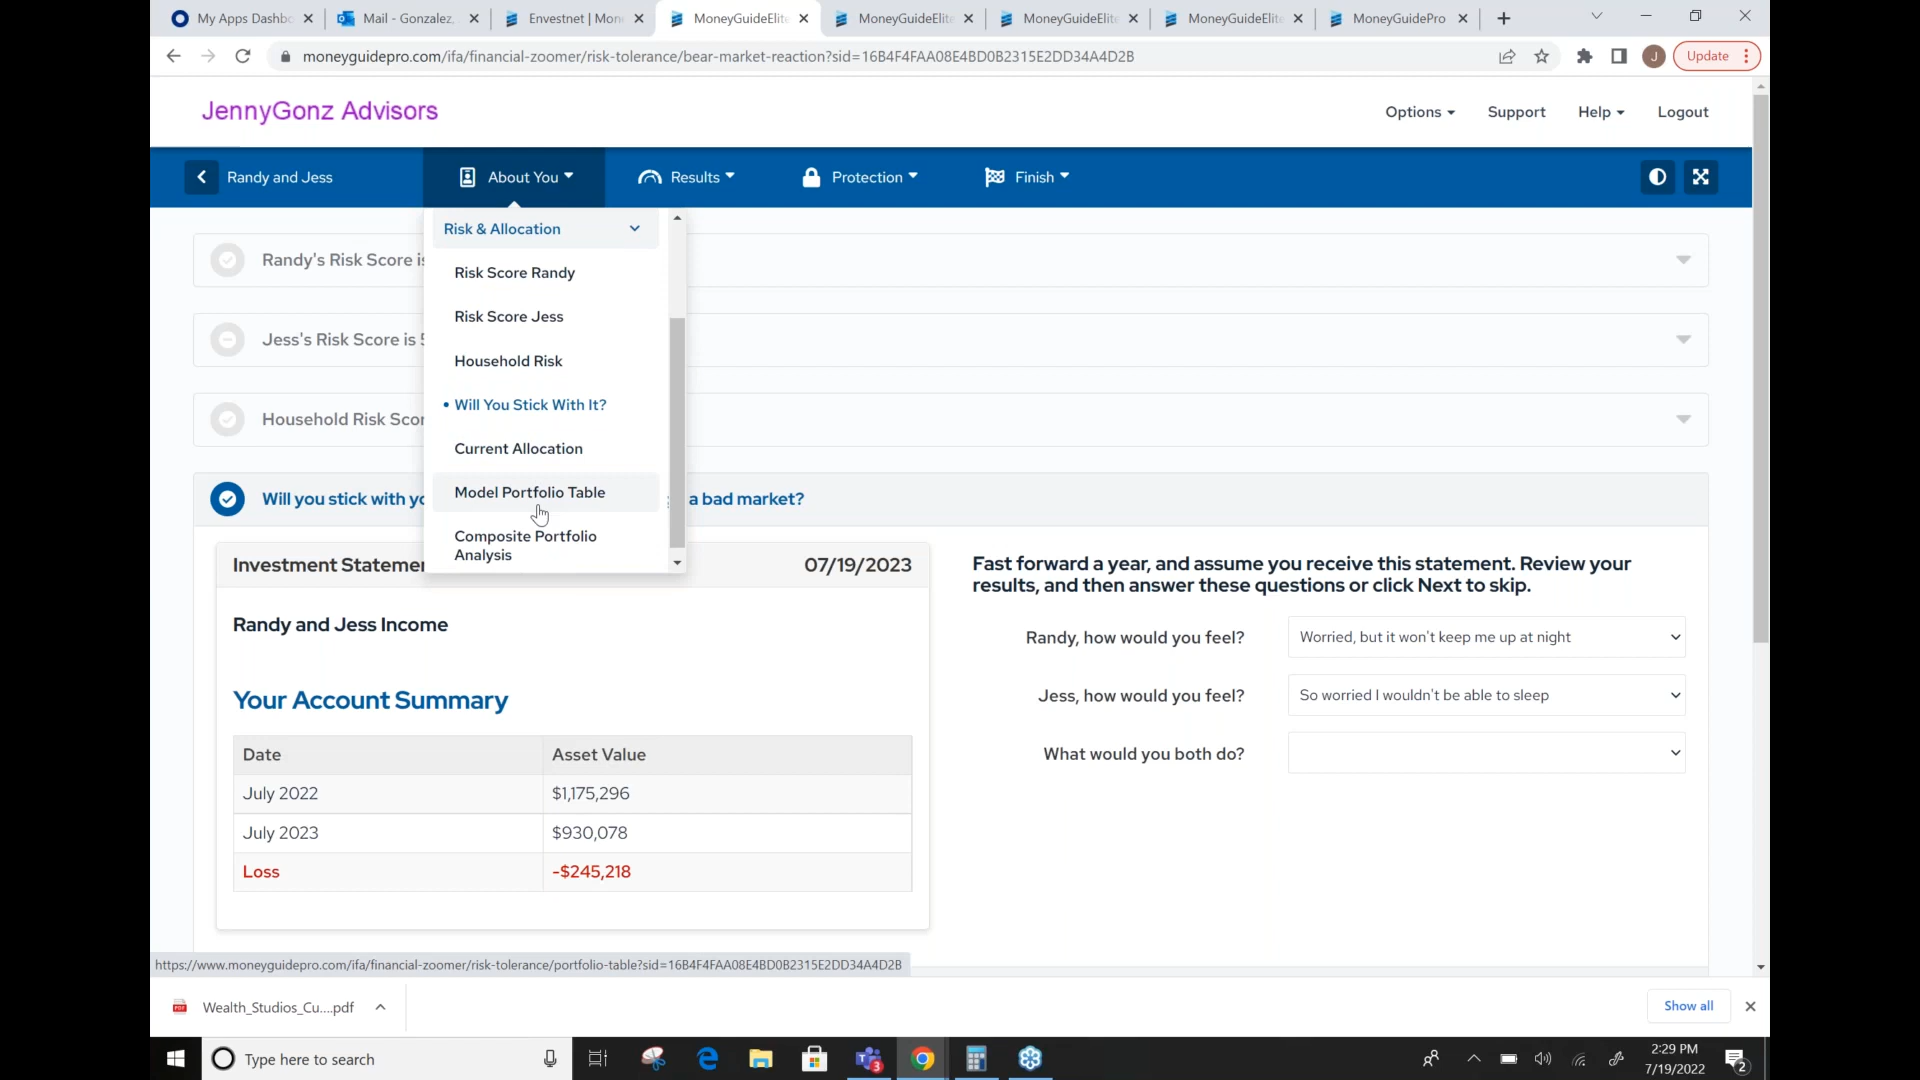 My Apps Dashbo
Mail - Gonzalez,
Envestnet | Mon
MoneyGuideElite
MoneyGuideElite
MoneyGuideElite
MoneyGuideElite
MoneyGuidePro
moneyguidepro.com/ifa/financial-zoomer/risk-tolerance/bear-market-reaction?sid=16B4F4FAA08E4BD0B2315E2DD34A4D2B
J
Update
JennyGonz Advisors
Options
Support
Help
Logout
Randy and Jess
About You
Results
Protection
Finish
Risk & Allocation
Risk Score Randy
Risk Score Jess
Household Risk
• Will You Stick With It?
Current Allocation
Model Portfolio Table
Composite Portfolio
Analysis
Randy's Risk Score is
Jess's Risk Score is
Household Risk Scor
Will you stick with yo
a bad market?
Investment Statemen
07/19/2023
Randy and Jess Income
Your Account Summary
Date Asset Value
July 2022 $1,175,296
July 2023 $930,078
Loss -$245,218
Fast forward a year, and assume you receive this statement. Review your
results, and then answer these questions or click Next to skip.
Randy, how would you feel? Worried, but it won't keep me up at night
Jess, how would you feel? So worried I wouldn't be able to sleep
What would you both do?
https://www.moneyguidepro.com/ifa/financial-zoomer/risk-tolerance/portfolio-table?sid=16B4F4FAA08E4BD0B2315E2DD34A4D2B
PDF
Wealth_Studios_Cu....pdf
Show all
Type here to search
3
2:29 PM
7/19/2022
2